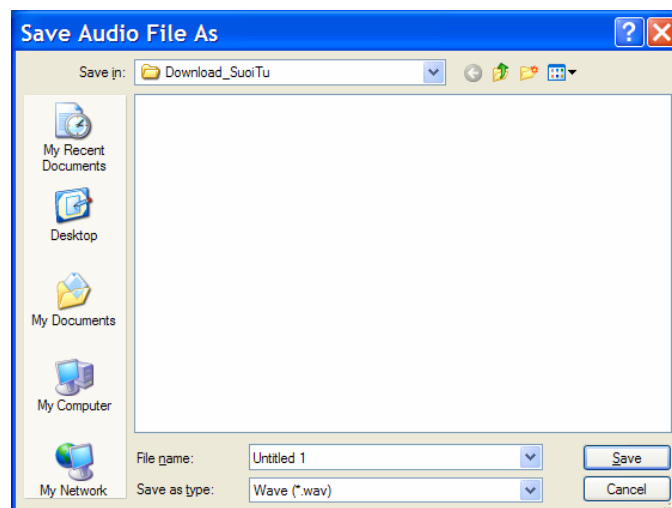 Save Audio File As
Save in: Download_SuoiTu
My Recent
Documents
Desktop
My Documents
My Computer
My Network
File name: Untitled 1 Save
Save as type: Wave (*.wav) Cancel